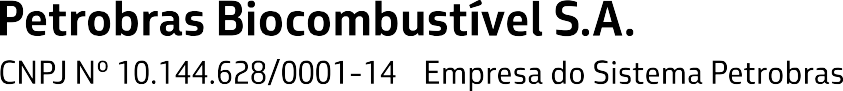 Petrobras Biocombustível S.A.
CNPJ Nº 10.144.628/0001-14 Empresa do Sistema Petrobras